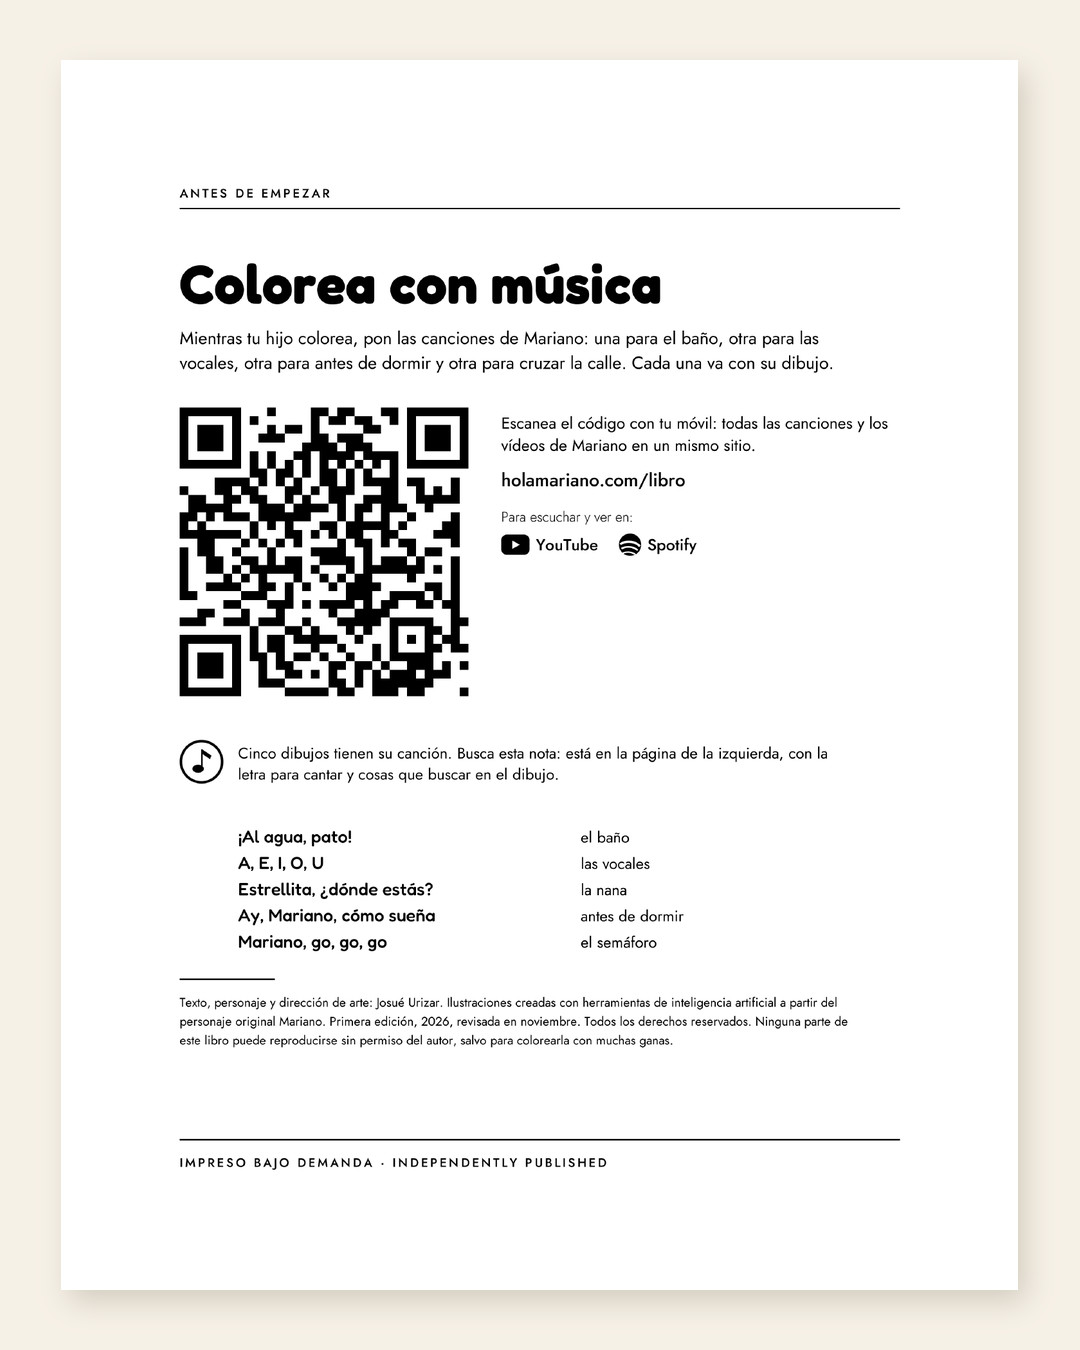 ANTES DE EMPEZAR
Colorea con música
Mientras tu hijo colorea, pon las canciones de Mariano: una para el baño, otra para las
vocales, otra para antes de dormir y otra para cruzar la calle. Cada una va con su dibujo.
Escanea el código con tu móvil: todas las canciones y los
vídeos de Mariano en un mismo sitio.
holamariano.com/libro
Para escuchar y ver en:
YouTube Spotify
Cinco dibujos tienen su canción. Busca esta nota: está en la página de la izquierda, con la
letra para cantar y cosas que buscar en el dibujo.
¡Al agua, pato! el baño
A, E, I, O, U las vocales
Estrellita, ¿dónde estás? la nana
Ay, Mariano, cómo sueña antes de dormir
Mariano, go, go, go el semáforo
Texto, personaje y dirección de arte: Josué Urizar. Ilustraciones creadas con herramientas de inteligencia artificial a partir del
personaje original Mariano. Primera edición, 2026, revisada en noviembre. Todos los derechos reservados. Ninguna parte de
este libro puede reproducirse sin permiso del autor, salvo para colorearla con muchas ganas.
IMPRESO BAJO DEMANDA · INDEPENDENTLY PUBLISHED